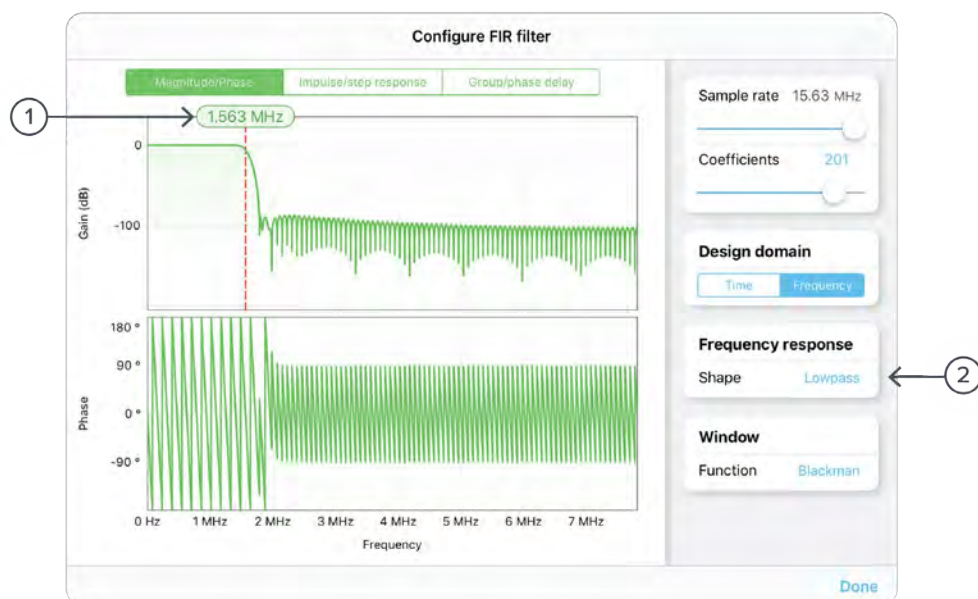 Configure FIR filter
Magnitude/Phase
Impulse/step response
Group/phase delay
1
1.563 MHz
0
-100
Gain (dB)
180 °
90 °
0 °
-90 °
Phase
0 Hz
1 MHz
2 MHz
3 MHz
4 MHz
5 MHz
6 MHz
7 MHz
Frequency
Sample rate 15.63 MHz
Coefficients 201
Design domain
Time
Frequency
Frequency response
Shape Lowpass
2
Window
Function Blackman
Done